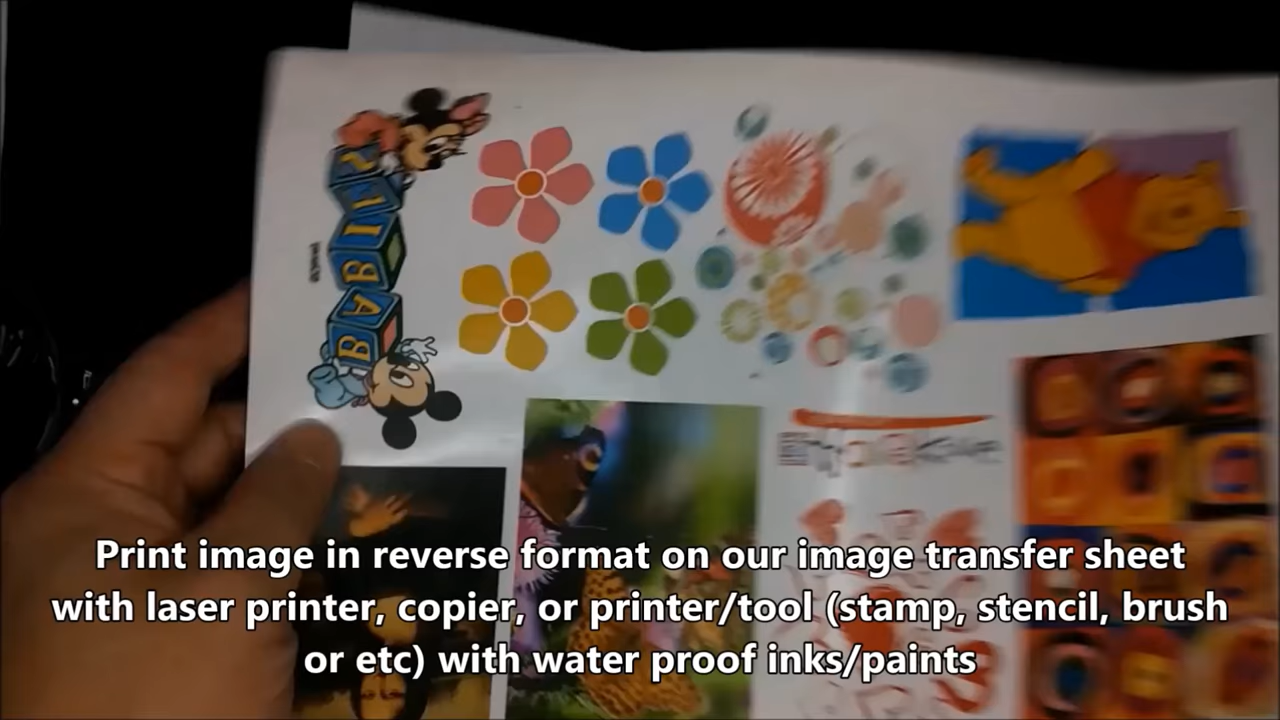 BABIES
Print image in reverse format on our image transfer sheet
with laser printer, copier, or printer/tool (stamp, stencil, brush
or etc) with water proof inks/paints